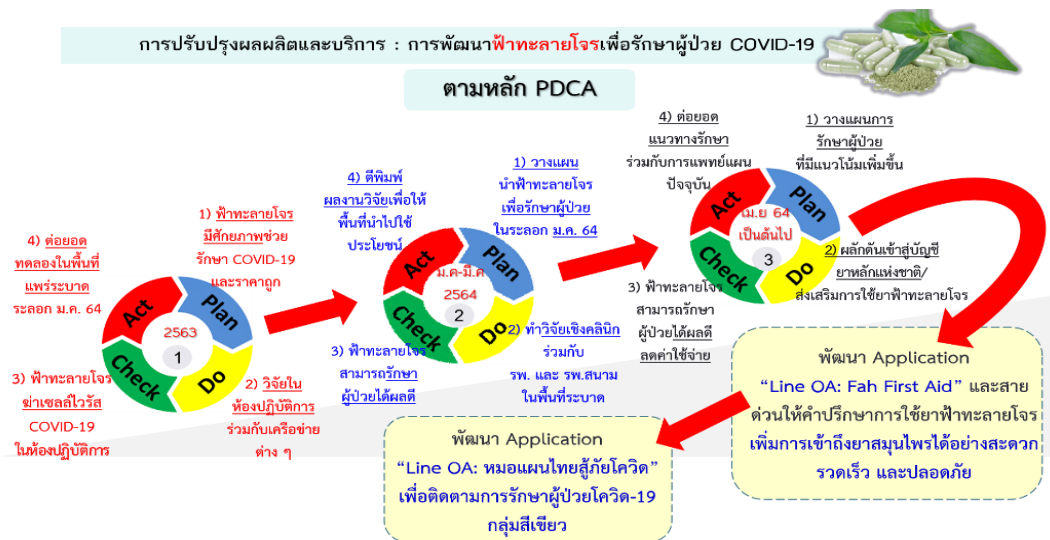 การปรับปรุงผลผลิตและบริการ : การพัฒนาฟ้าทะลายโจรเพื่อรักษาผู้ป่วย COVID-19
ตามหลัก PDCA
1) ฟ้าทะลายโจร
มีศักยภาพช่วย
รักษา COVID-19
และราคาถูก
2) วิจัยใน
ห้องปฏิบัติการ
ร่วมกับเครือข่าย
ต่าง ๆ
3) ฟ้าทะลายโจร
ฆ่าเซลล์ไวรัส
COVID-19
ในห้องปฏิบัติการ
4) ต่อยอด
ทดลองในพื้นที่
แพร่ระบาด
ระลอก ม.ค. 64
Act
Plan
Check
Do
2563
1
1) วางแผน
นำฟ้าทะลายโจร
เพื่อรักษาผู้ป่วย
ในระลอก ม.ค. 64
2) ทำวิจัยเชิงคลินิก
ร่วมกับ
รพ. และ รพ.สนาม
ในพื้นที่ระบาด
3) ฟ้าทะลายโจร
สามารถรักษา
ผู้ป่วยได้ผลดี
4) ตีพิมพ์
ผลงานวิจัยเพื่อให้
พื้นที่นำไปใช้
ประโยชน์
Act
Plan
Check
Do
ม.ค-มี.ค
2564
2
1) วางแผนการ
รักษาผู้ป่วย
ที่มีแนวโน้มเพิ่มขึ้น
2) ผลักดันเข้าสู่บัญชี
ยาหลักแห่งชาติ/
ส่งเสริมการใช้ยาฟ้าทะลายโจร
3) ฟ้าทะลายโจร
สามารถรักษา
ผู้ป่วยได้ผลดี
ลดค่าใช้จ่าย
4) ต่อยอด
แนวทางรักษา
ร่วมกับการแพทย์แผน
ปัจจุบัน
Act
Plan
Check
Do
เม.ย 64
เป็นต้นไป
3
พัฒนา Application
“Line OA: Fah First Aid” และสาย
ด่วนให้คำปรึกษาการใช้ยาฟ้าทะลายโจร
เพิ่มการเข้าถึงยาสมุนไพรได้อย่างสะดวก
รวดเร็ว และปลอดภัย
พัฒนา Application
“Line OA: หมอแผนไทยสู้ภัยโควิด”
เพื่อติดตามการรักษาผู้ป่วยโควิด-19
กลุ่มสีเขียว